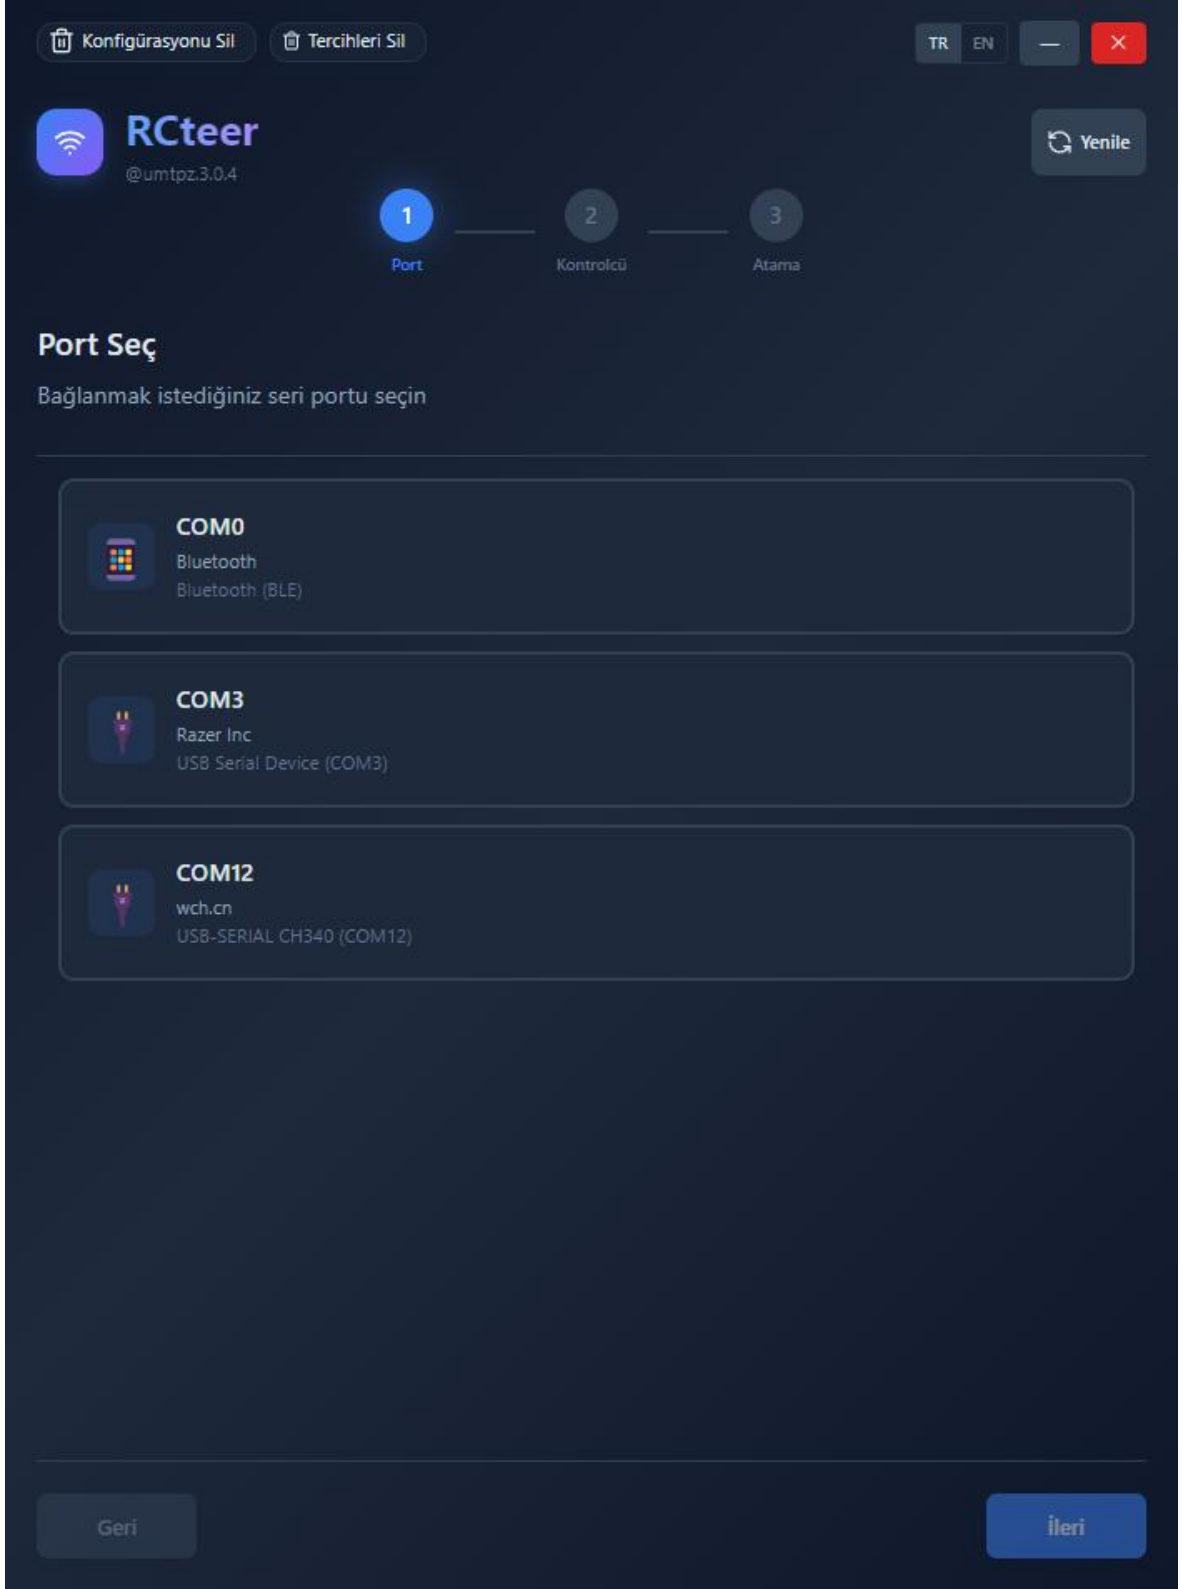 Konfigürasyonu Sil
Tercihleri Sil
TR
EN
RCteer
@umtpz.3.0.4
Yenile
1
2
3
Port
Kontrolcü
Atama
Port Seç
Bağlanmak istediğiniz seri portu seçin
COM0
Bluetooth
Bluetooth (BLE)
COM3
Razer Inc
USB Serial Device (COM3)
COM12
wch.cn
USB-SERIAL CH340 (COM12)
Geri
İleri